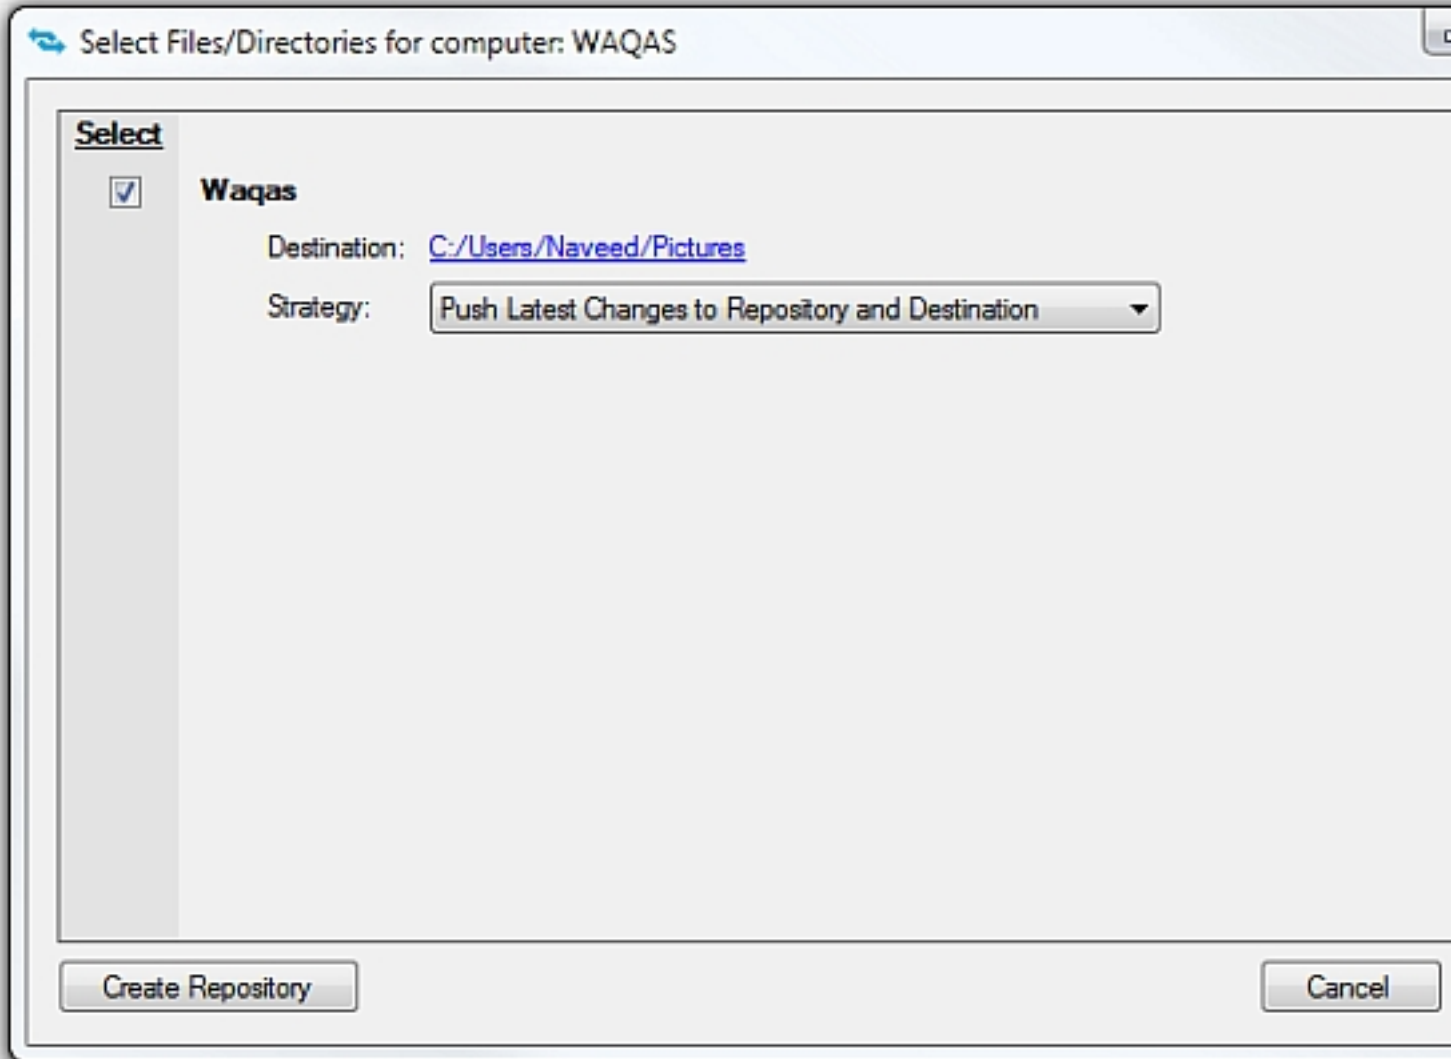 Select Files/Directories for computer: WAQAS
Select
Waqas
Destination: C:/Users/Naveed/Pictures
Strategy: Push Latest Changes to Repository and Destination
Create Repository Cancel